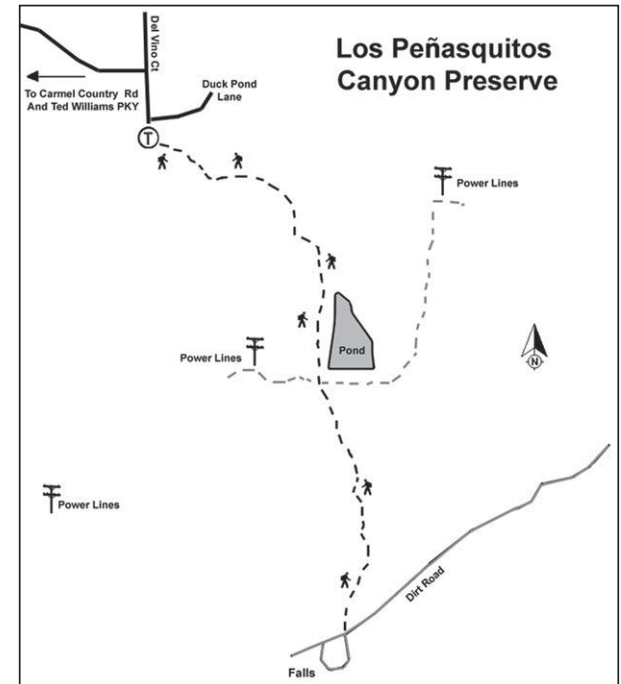 Los Peñasquitos
Canyon Preserve
Del Vino Ct
Duck Pond
Lane
To Carmel Country Rd
And Ted Williams PKY
T
Power Lines
Power Lines
Pond
N
Power Lines
Dirt Road
Falls